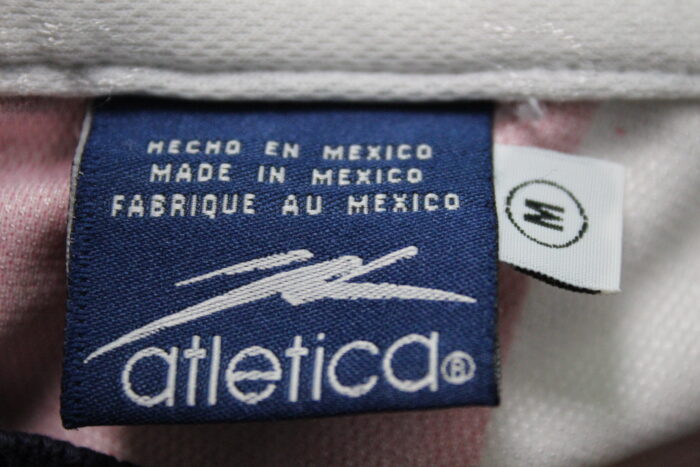 HECHO EN MEXICO
MADE IN MEXICO
FABRIQUE AU MEXICO
atletica®
M